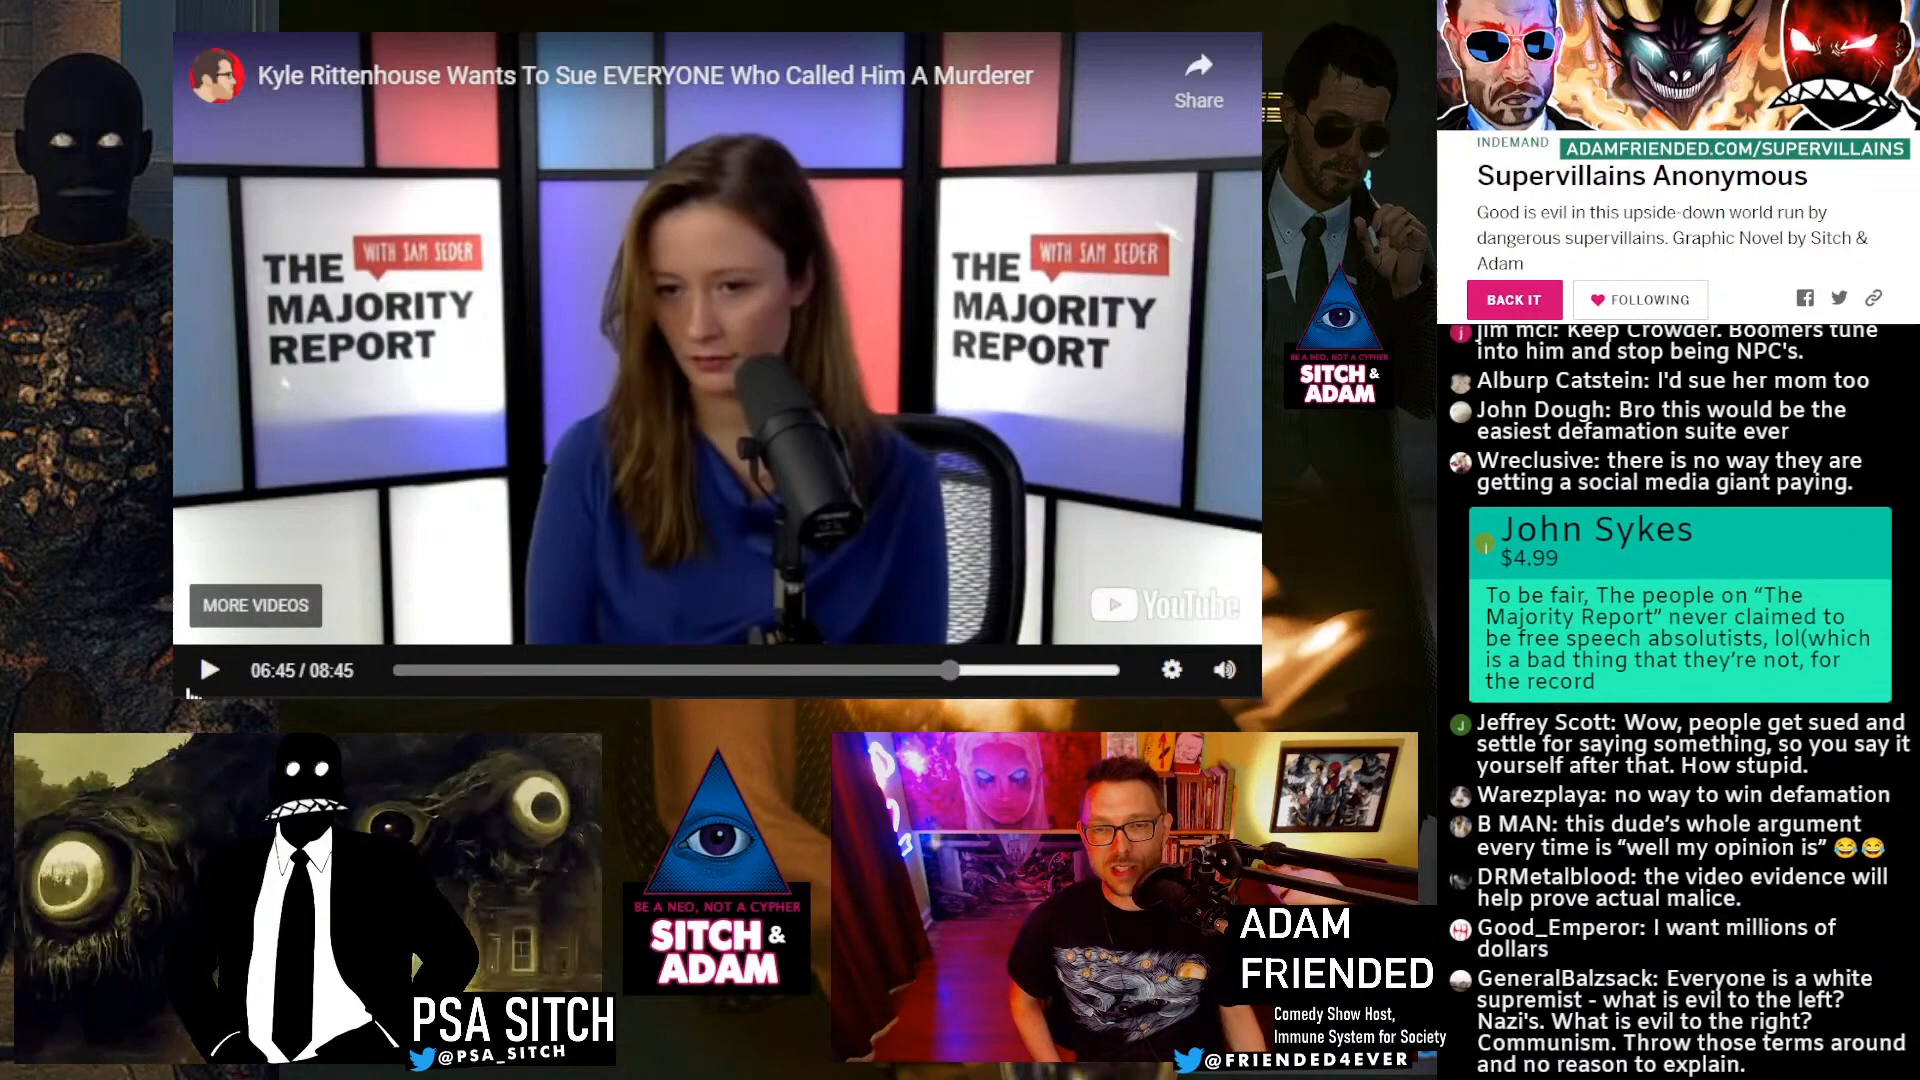 Kyle Rittenhouse Wants To Sue EVERYONE Who Called Him A Murderer
Share
THE
WITH SAM SEDER
MAJORITY
REPORT
THE
WITH SAM SEDER
MAJORITY
REPORT
MORE VIDEOS
YouTube
06:45 / 08:45
BE A NEO, NOT A CYPHER
SITCH &
ADAM
INDEMAND
ADAMFRIENDED.COM/SUPERVILLAINS
Supervillains Anonymous
Good is evil in this upside-down world run by
dangerous supervillains. Graphic Novel by Sitch &
Adam
BACK IT
FOLLOWING
jim mcl: Keep Crowder. Boomers tune
into him and stop being NPC's.
Alburp Catstein: I'd sue her mom too
John Dough: Bro this would be the
easiest defamation suite ever
Wreclusive: there is no way they are
getting a social media giant paying.
John Sykes
$4.99
To be fair, The people on “The
Majority Report” never claimed to
be free speech absolutists, lol(which
is a bad thing that they’re not, for
the record
Jeffrey Scott: Wow, people get sued and
settle for saying something, so you say it
yourself after that. How stupid.
Warezplaya: no way to win defamation
B MAN: this dude’s whole argument
every time is “well my opinion is” 😂😂
DRMetalblood: the video evidence will
help prove actual malice.
Good_Emperor: I want millions of
dollars
GeneralBalzsack: Everyone is a white
supremist - what is evil to the left?
Nazi's. What is evil to the right?
Communism. Throw those terms around
and no reason to explain.
PSA SITCH
@PSA_SITCH
BE A NEO, NOT A CYPHER
SITCH &
ADAM
ADAM
FRIENDED
Comedy Show Host,
Immune System for Society
@FRIENDED4EVER